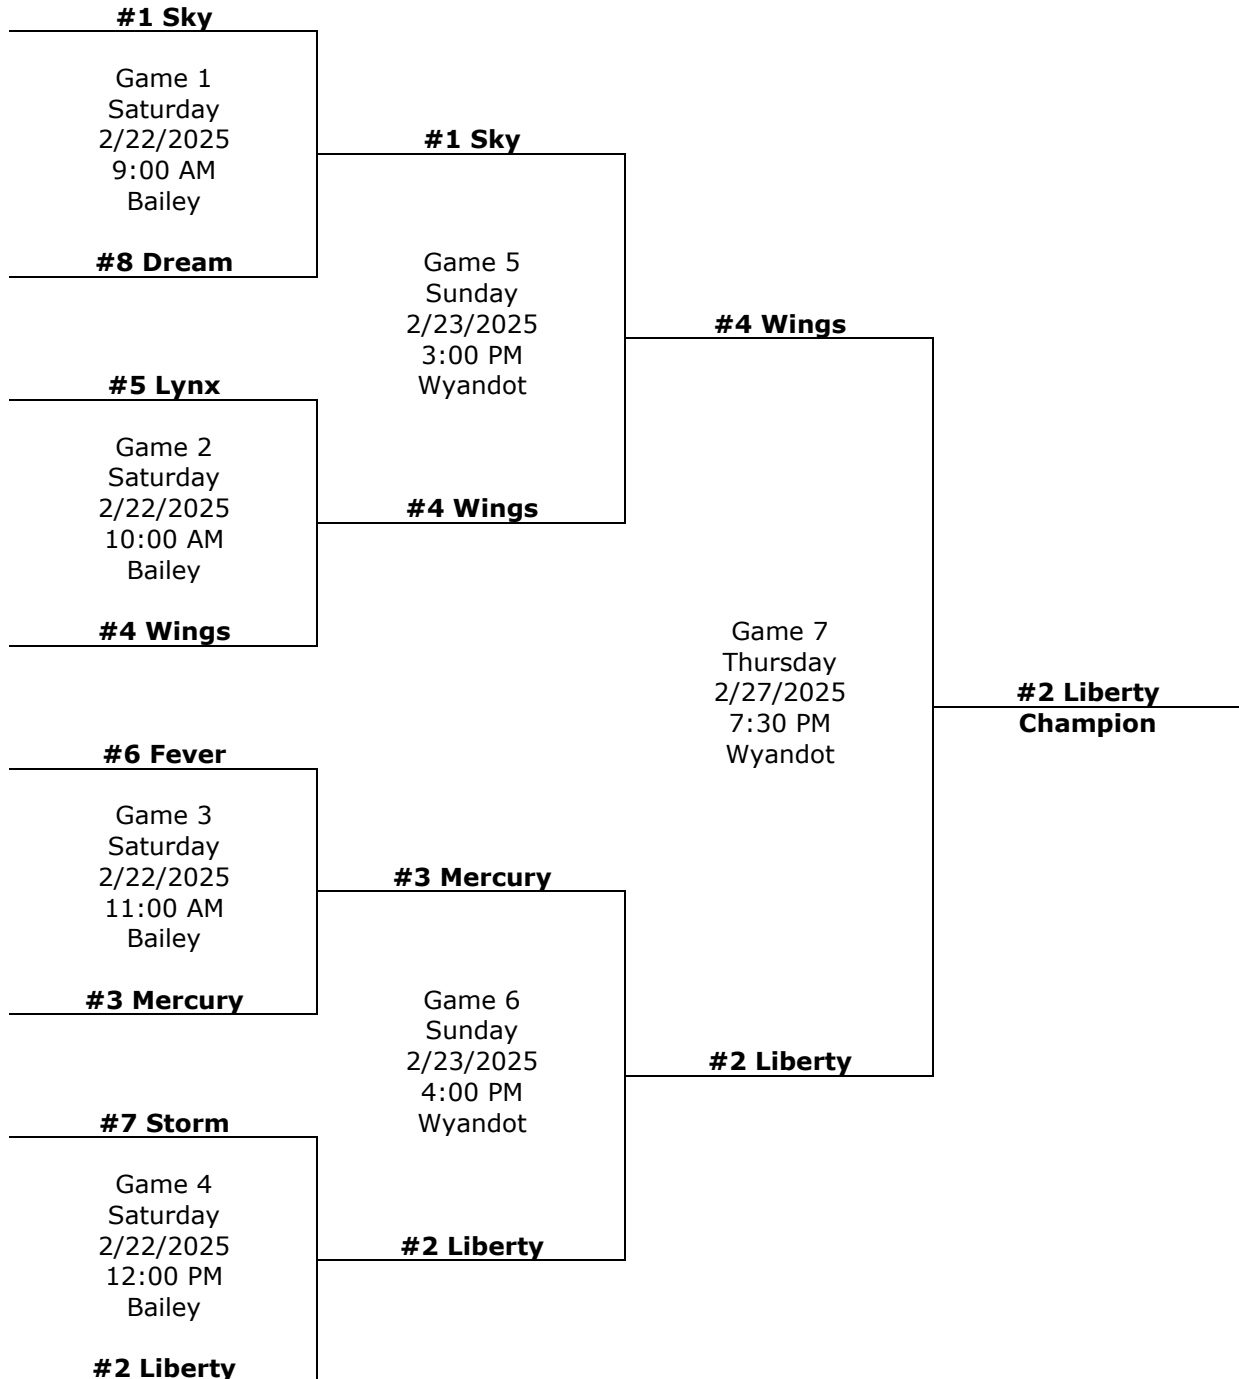 #1 Sky
Game 1
Saturday
2/22/2025
9:00 AM
Bailey
#8 Dream
#5 Lynx
Game 2
Saturday
2/22/2025
10:00 AM
Bailey
#4 Wings
#6 Fever
Game 3
Saturday
2/22/2025
11:00 AM
Bailey
#3 Mercury
#7 Storm
Game 4
Saturday
2/22/2025
12:00 PM
Bailey
#2 Liberty
#1 Sky
Game 5
Sunday
2/23/2025
3:00 PM
Wyandot
#4 Wings
#3 Mercury
Game 6
Sunday
2/23/2025
4:00 PM
Wyandot
#2 Liberty
#4 Wings
Game 7
Thursday
2/27/2025
7:30 PM
Wyandot
#2 Liberty
#2 Liberty
Champion